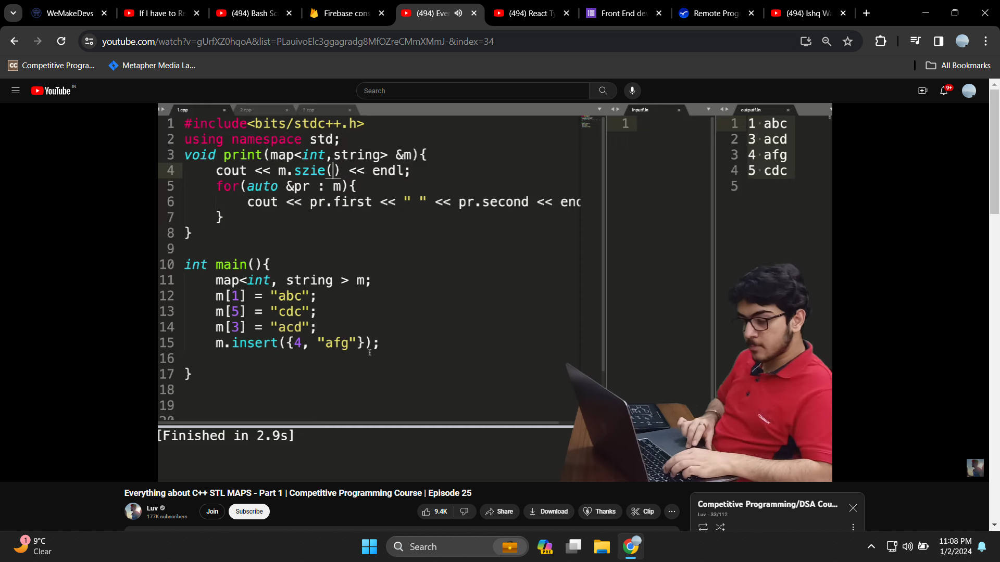 WeMakeDevs
If I have to Re
(494) Bash Sc
Firebase cons
(494) Ever
(494) React Ty
Front End dev
Remote Prog
(494) Ishq Wa
youtube.com/watch?v=gUrfXZ0hqoA&list=PLauivoElc3ggagradg8MfOZreCMmXMmJ-&index=34
CC Competitive Progra...
Metapher Media La...
All Bookmarks
YouTube IN
Search
9+
1.cpp
2.cpp
3.cpp
inputf.in
outputf.in
1 #include<bits/stdc++.h>
2 using namespace std;
3 void print(map<int,string> &m){
4 cout << m.szie() << endl;
5 for(auto &pr : m){
6 cout << pr.first << " " << pr.second << end
7 }
8 }
9
10 int main(){
11 map<int, string > m;
12 m[1] = "abc";
13 m[5] = "cdc";
14 m[3] = "acd";
15 m.insert({4, "afg"});
16
17 }
18
19
20
1
1 1 abc
2 3 acd
3 4 afg
4 5 cdc
5
[Finished in 2.9s]
Everything about C++ STL MAPS - Part 1 | Competitive Programming Course | Episode 25
Luv
177K subscribers
Join
Subscribe
9.4K
Share
Download
Thanks
Clip
Competitive Programming/DSA Cou...
Luv - 33/112
1
9°C
Clear
Search
PRE
11:08 PM
1/2/2024